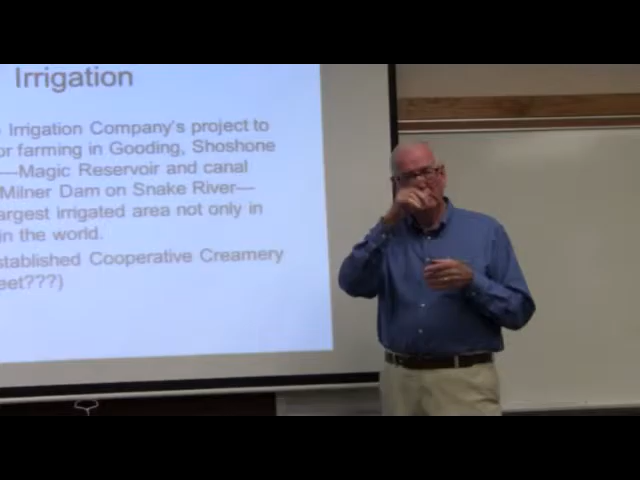 Irrigation
Irrigation Company's project to
or farming in Gooding, Shoshone
—Magic Reservoir and canal
Milner Dam on Snake River—
argest irrigated area not only in
in the world.
stablished Cooperative Creamery
eet???)